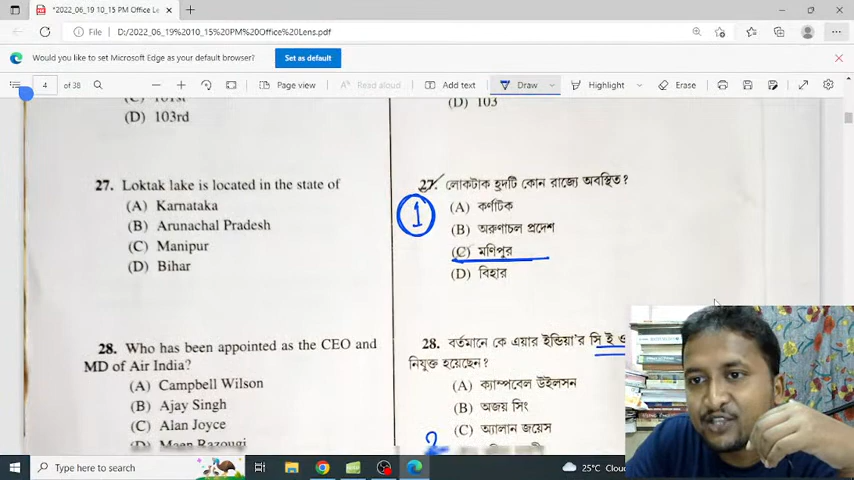 *2022_06_19 10_15 PM Office Le
File
D:/2022_06_19%2010_15%20PM%20Office%20Lens.pdf
Would you like to set Microsoft Edge as your default browser?
Set as default
4 of 38
Page view
Read aloud
Add text
Draw
Highlight
Erase
(D) 103rd
(D) 103
27. Loktak lake is located in the state of
(A) Karnataka
(B) Arunachal Pradesh
(C) Manipur
(D) Bihar
28. Who has been appointed as the CEO and
MD of Air India?
(A) Campbell Wilson
(B) Ajay Singh
(C) Alan Joyce
27. লোকটাক হ্রদটি কোন রাজ্যে অবস্থিত?
1
(A) কর্ণাটক
(B) অরুণাচল প্রদেশ
(C) মণিপুর
(D) বিহার
28. বর্তমানে কে এয়ার ইন্ডিয়া'র সি ই ও
নিযুক্ত হয়েছেন?
(A) ক্যাম্পবেল উইলসন
(B) অজয় সিং
(C) অ্যালান জয়েস
2
Type here to search
25°C